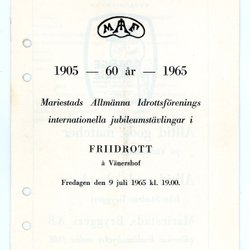 MAIF
1905 — 60 år — 1965
Mariestads Allmänna Idrottsförenings
internationella jubileumstävlingar i
FRIIDROTT
å Vänershof
Fredagen den 9 juli 1965 kl. 19.00.